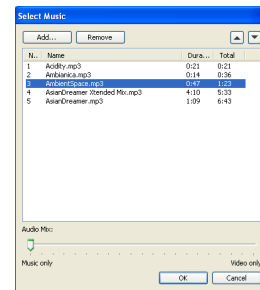 Select Music
Add... Remove
N.. Name Dura... Total
1 Acidity.mp3 0:21 0:21
2 Ambianica.mp3 0:14 0:36
3 AmbientSpace.mp3 0:47 1:23
4 AsianDreamer Xtended Mix.mp3 4:10 5:33
5 AsianDreamer.mp3 1:09 6:43
Audio Mix:
Music only Video only
OK Cancel